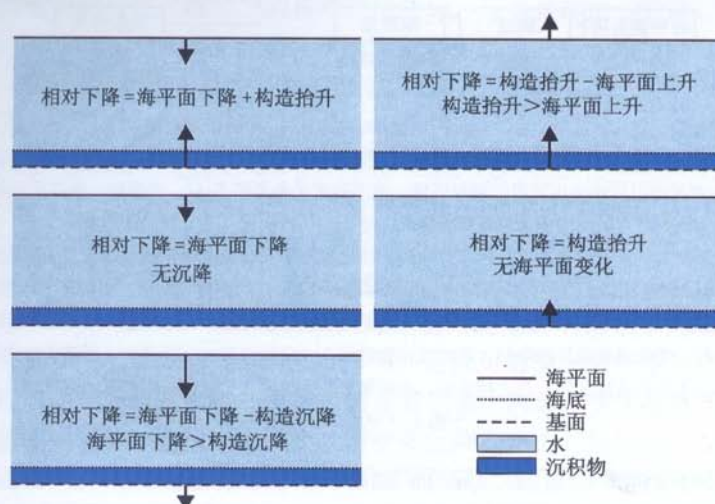 相对下降=海平面下降+构造抬升
相对下降=构造抬升-海平面上升
构造抬升>海平面上升
相对下降=海平面下降
无沉降
相对下降=构造抬升
无海平面变化
相对下降=海平面下降-构造沉降
海平面下降>构造沉降
海平面
海底
基面
水
沉积物